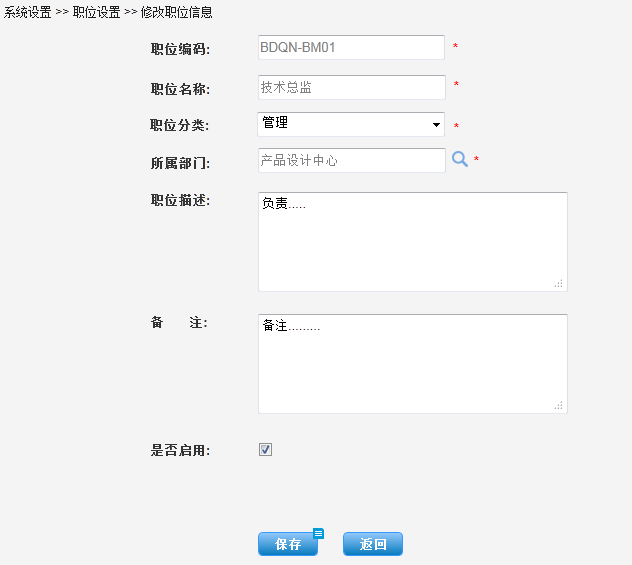 系统设置 >> 职位设置 >> 修改职位信息
职位编码: BDQN-BM01 *
职位名称: 技术总监 *
职位分类: 管理 *
所属部门: 产品设计中心 *
职位描述: 负责.....
备 注: 备注.........
是否启用:
保存 返回